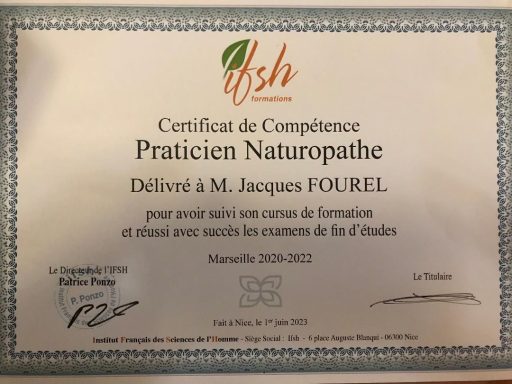 ifsh
formations
Certificat de Compétence
Praticien Naturopathe
Délivré à M. Jacques FOUREL
pour avoir suivi son cursus de formation
et réussi avec succès les examens de fin d'études
Marseille 2020-2022
Le Directeur de l'IFSH
Patrice Ponzo
P. Ponzo
Le Titulaire
Fait à Nice, le 1er juin 2023
Institut Français des Sciences de l'Homme - Siège Social : Ifsh - 6 place Auguste Blanqui - 06300 Nice